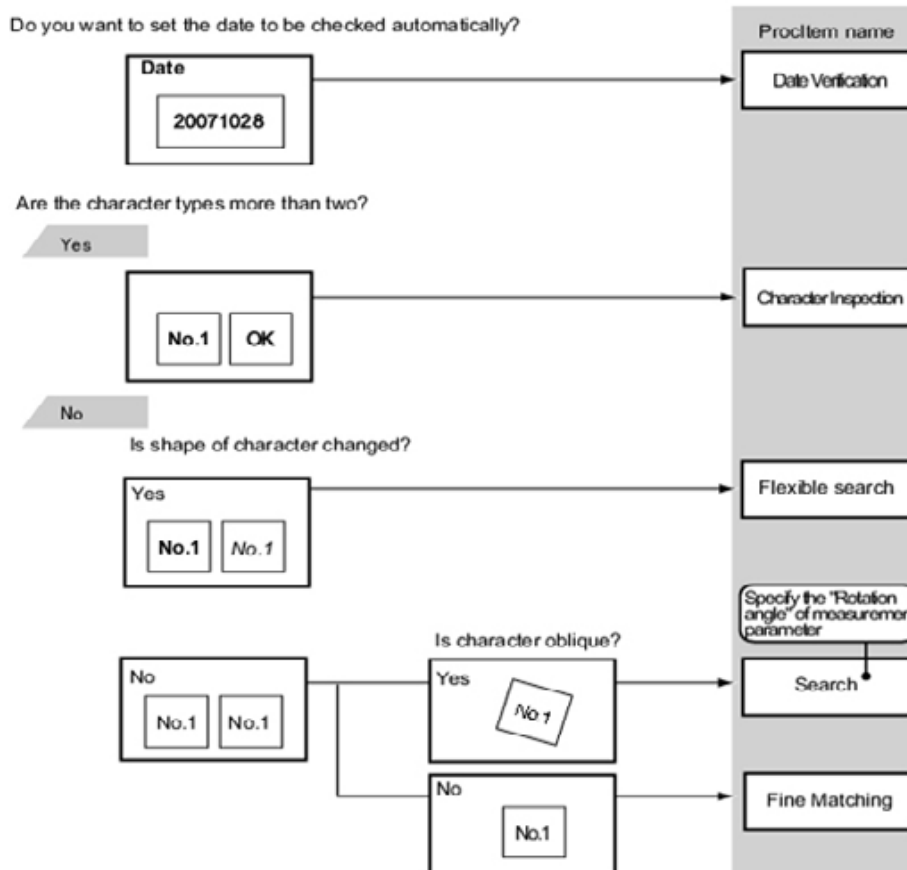 Do you want to set the date to be checked automatically?
ProcItem name
Date
20071028
Date Verification
Are the character types more than two?
Yes
No.1 OK
Character Inspection
No
Is shape of character changed?
Yes
No.1 No.1
Flexible search
Specify the "Rotation
angle" of measuremen
parameter
Is character oblique?
No
No.1 No.1
Yes
No.1
Search
No
No.1
Fine Matching